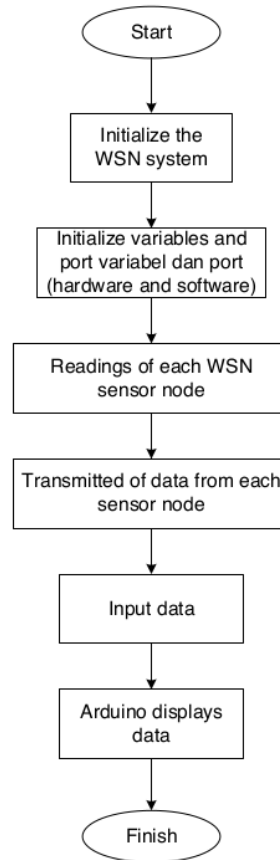 Start
Initialize the
WSN system
Initialize variables and
port variabel dan port
(hardware and software)
Readings of each WSN
sensor node
Transmitted of data from each
sensor node
Input data
Arduino displays
data
Finish